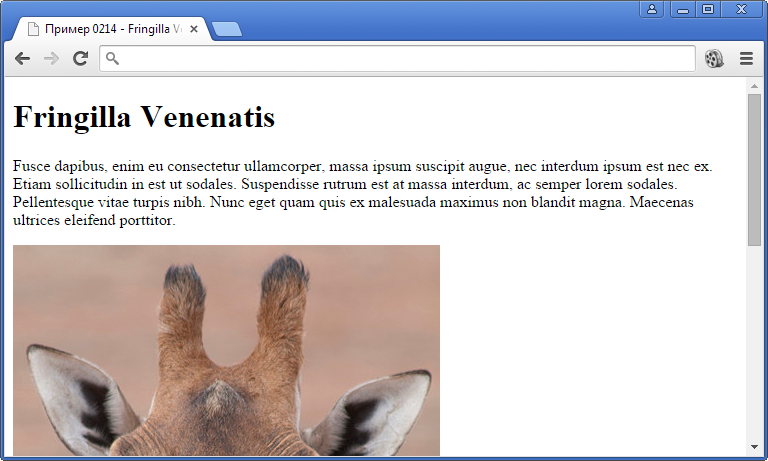 Пример 0214 - Fringilla
Fringilla Venenatis
Fusce dapibus, enim eu consectetur ullamcorper, massa ipsum suscipit augue, nec interdum ipsum est nec ex.
Etiam sollicitudin in est ut sodales. Suspendisse rutrum est at massa interdum, ac semper lorem sodales.
Pellentesque vitae turpis nibh. Nunc eget quam quis ex malesuada maximus non blandit magna. Maecenas
ultrices eleifend porttitor.